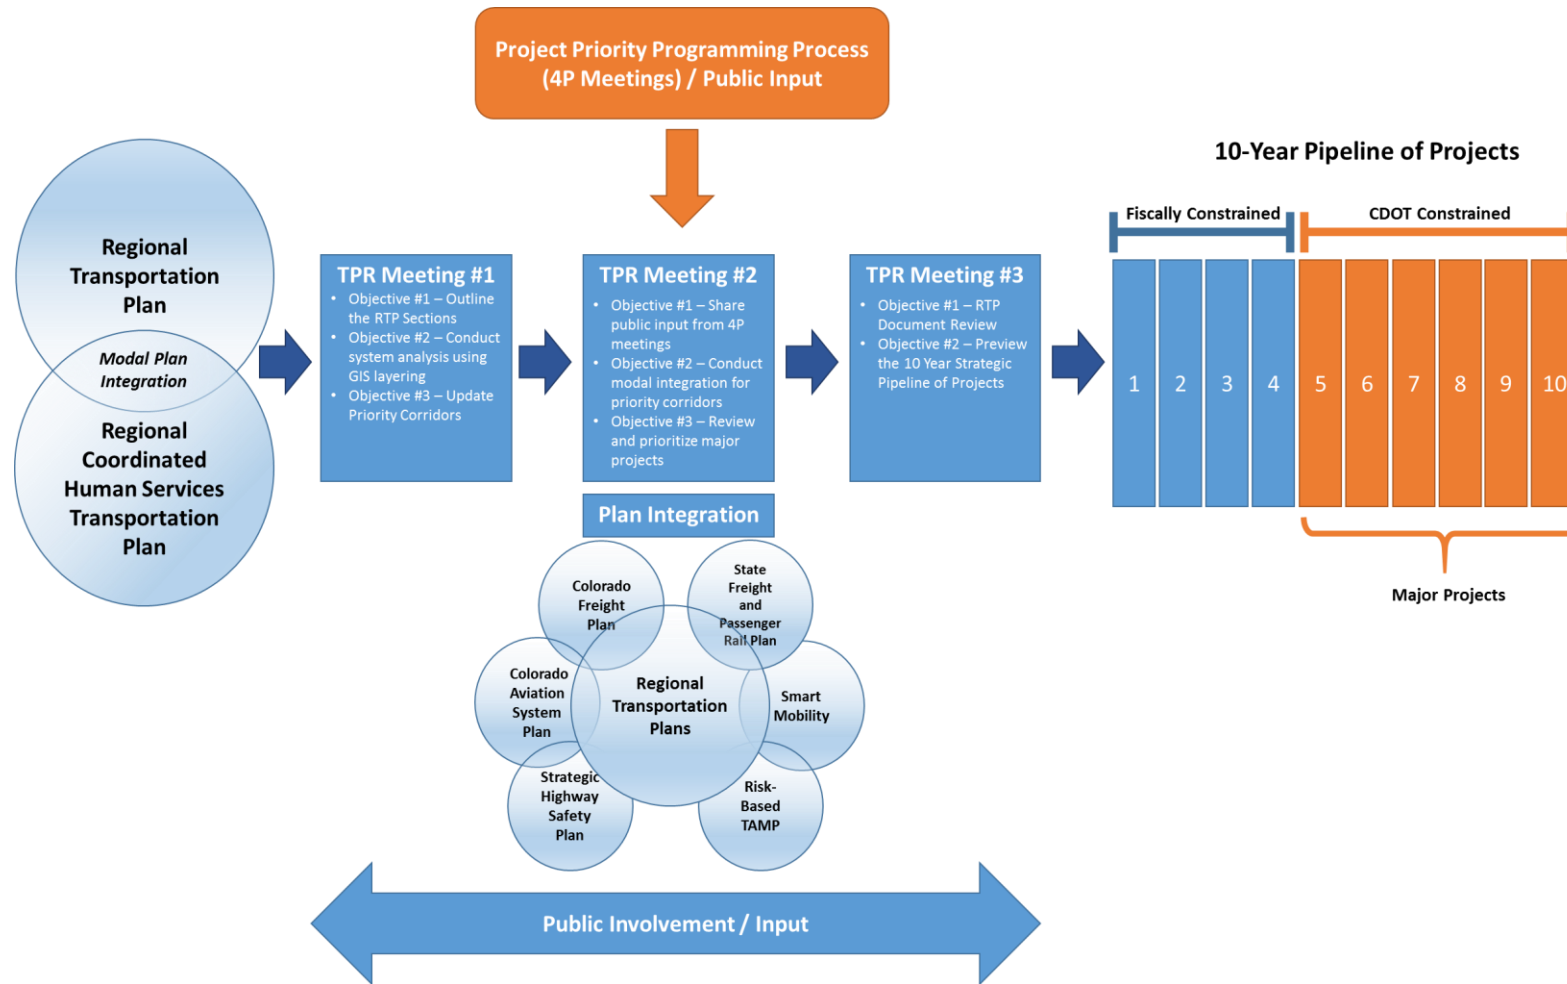 Project Priority Programming Process
(4P Meetings) / Public Input
10-Year Pipeline of Projects
Fiscally Constrained
CDOT Constrained
Regional
Transportation
Plan
Modal Plan
Integration
Regional
Coordinated
Human Services
Transportation
Plan
TPR Meeting #1
• Objective #1 – Outline
the RTP Sections
• Objective #2 – Conduct
system analysis using
GIS layering
• Objective #3 – Update
Priority Corridors
TPR Meeting #2
• Objective #1 – Share
public input from 4P
meetings
• Objective #2 – Conduct
modal integration for
priority corridors
• Objective #3 – Review
and prioritize major
projects
TPR Meeting #3
• Objective #1 – RTP
Document Review
• Objective #2 – Preview
the 10 Year Strategic
Pipeline of Projects
1 2 3 4 5 6 7 8 9 10
Major Projects
Plan Integration
Colorado
Freight
Plan
State
Freight
and
Passenger
Rail Plan
Colorado
Aviation
System
Plan
Regional
Transportation
Plans
Smart
Mobility
Strategic
Highway
Safety
Plan
Risk-
Based
TAMP
Public Involvement / Input